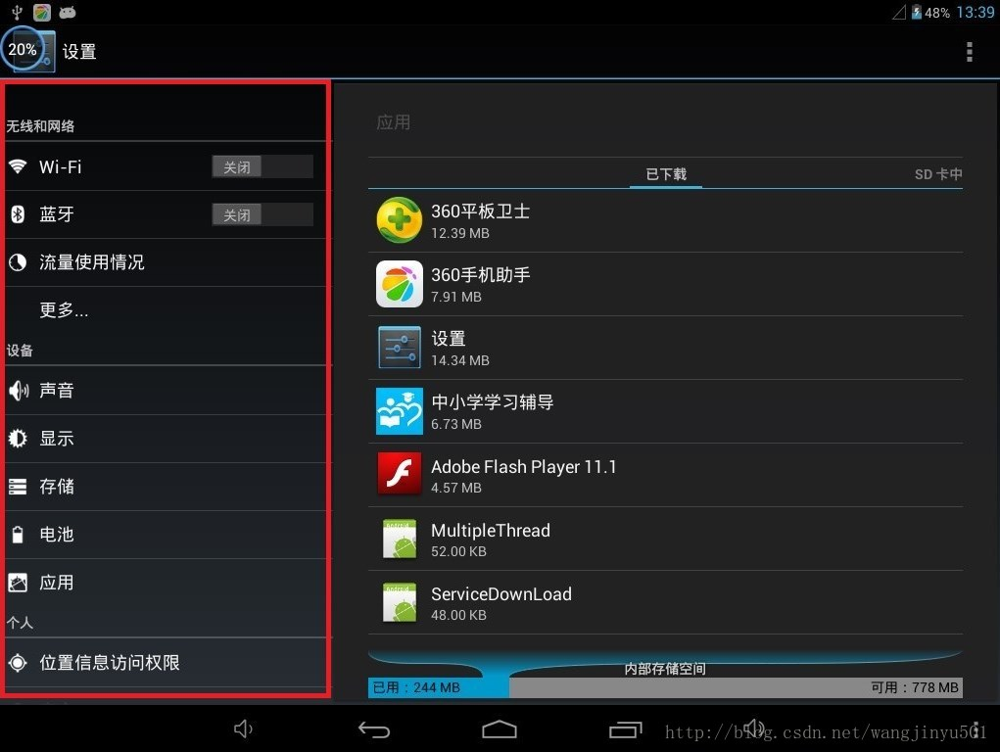 48% 13:39
20% 设置
无线和网络
Wi-Fi 关闭
蓝牙 关闭
流量使用情况
更多...
设备
声音
显示
存储
电池
应用
个人
位置信息访问权限
应用
已下载 SD 卡中
360平板卫士
12.39 MB
360手机助手
7.91 MB
设置
14.34 MB
中小学学习辅导
6.73 MB
Adobe Flash Player 11.1
4.57 MB
MultipleThread
52.00 KB
ServiceDownLoad
48.00 KB
内部存储空间
已用：244 MB 可用：778 MB
http://blog.csdn.net/wangjinyu501